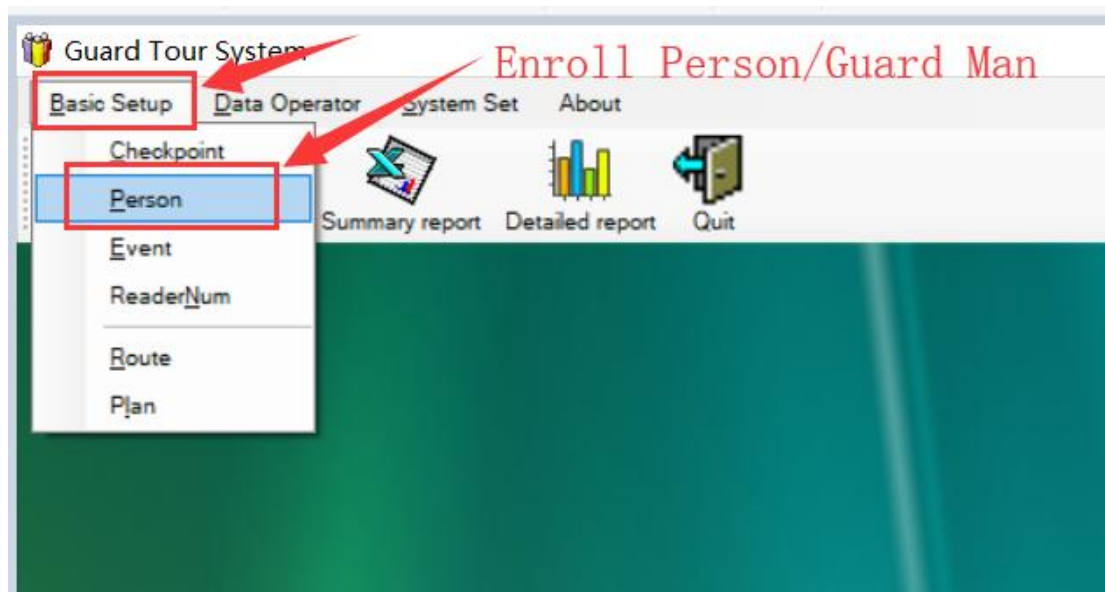 Guard Tour System
Enroll Person/Guard Man
Basic Setup Data Operator System Set About
Checkpoint
Person
Summary report Detailed report Quit
Event
ReaderNum
Route
Plan